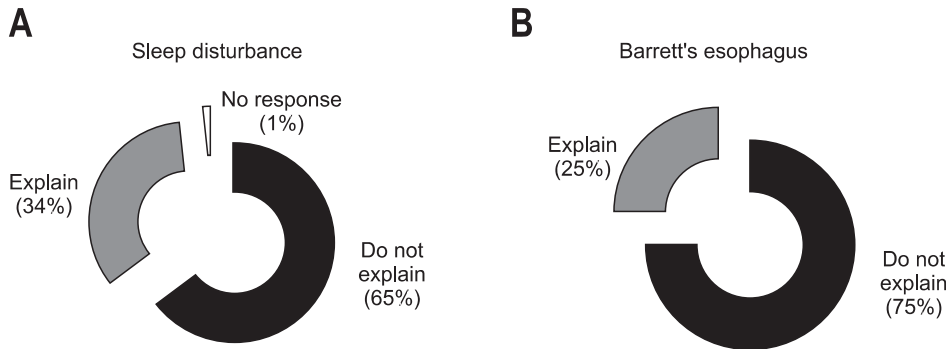 A
Sleep disturbance
No response
(1%)
Explain
(34%)
Do not
explain
(65%)
B
Barrett's esophagus
Explain
(25%)
Do not
explain
(75%)